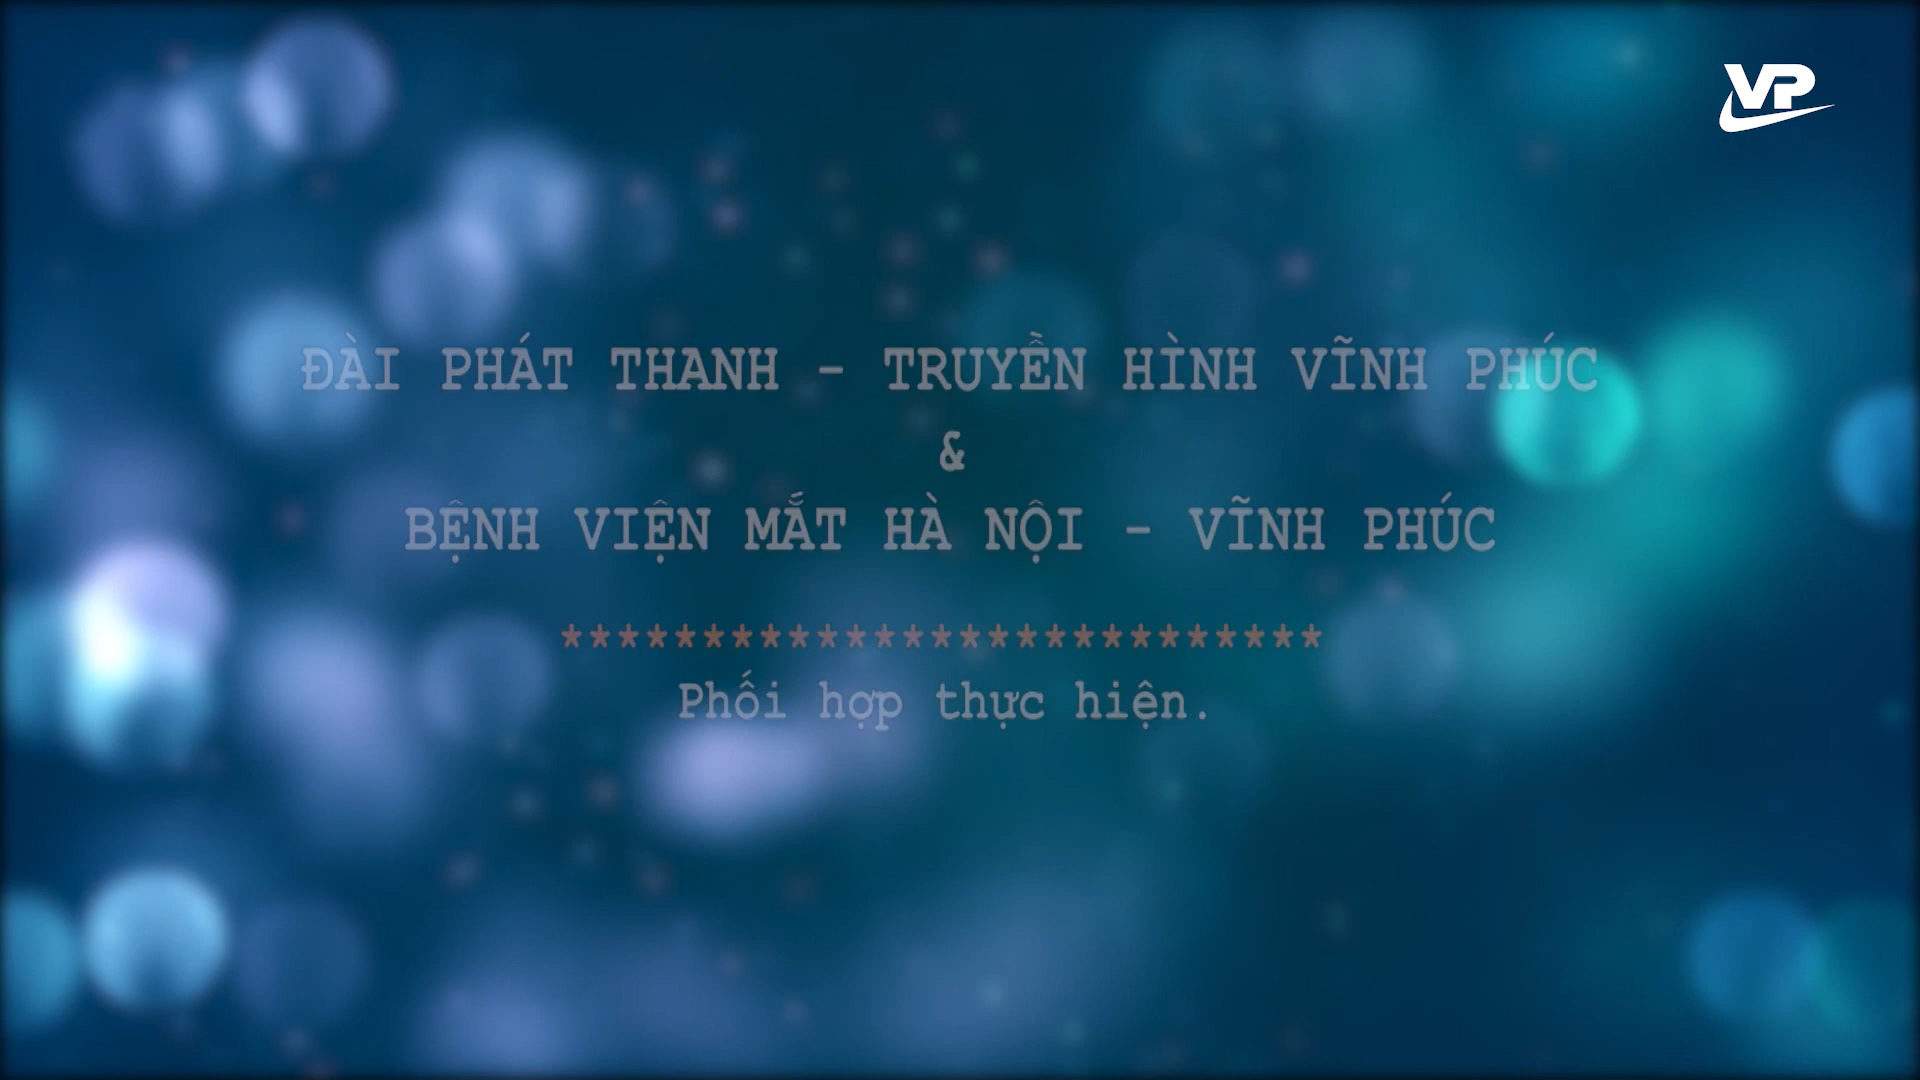 VP
ĐÀI PHÁT THANH - TRUYỀN HÌNH VĨNH PHÚC
&
BỆNH VIỆN MẮT HÀ NỘI - VĨNH PHÚC
***************************
Phối hợp thực hiện.